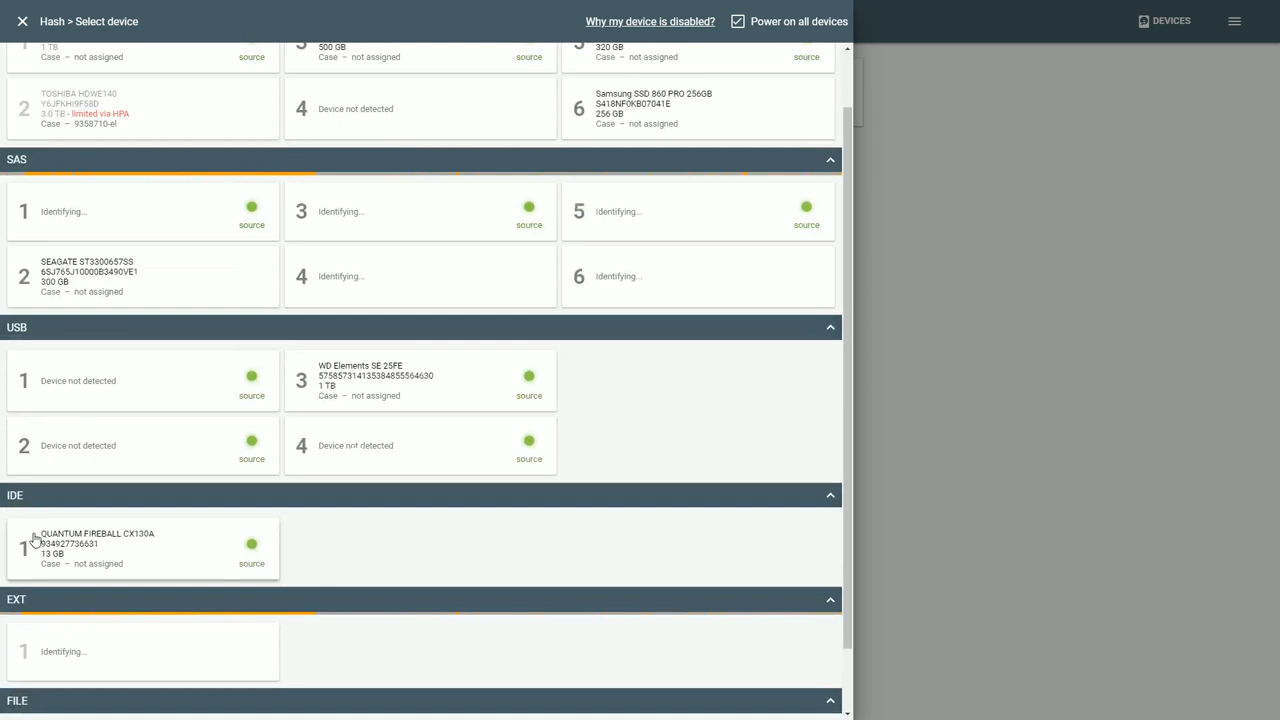 Hash > Select device
Why my device is disabled?
Power on all devices
DEVICES
1 TB
Case – not assigned
source
500 GB
Case – not assigned
source
320 GB
Case – not assigned
source
2
TOSHIBA HDWE140
Y6JFKHI9F58D
3.0 TB - limited via HPA
Case – 9358710-el
4
Device not detected
6
Samsung SSD 860 PRO 256GB
S418NF0KB07041E
256 GB
Case – not assigned
SAS
1
Identifying...
source
3
Identifying...
source
5
Identifying...
source
2
SEAGATE ST3300657SS
6SJ765J10000B3490VE1
300 GB
Case – not assigned
4
Identifying...
6
Identifying...
USB
1
Device not detected
source
3
WD Elements SE 25FE
575857314135384855564630
1 TB
Case – not assigned
source
2
Device not detected
source
4
Device not detected
source
IDE
1
QUANTUM FIREBALL CX130A
934927736631
13 GB
Case – not assigned
source
EXT
1
Identifying...
FILE